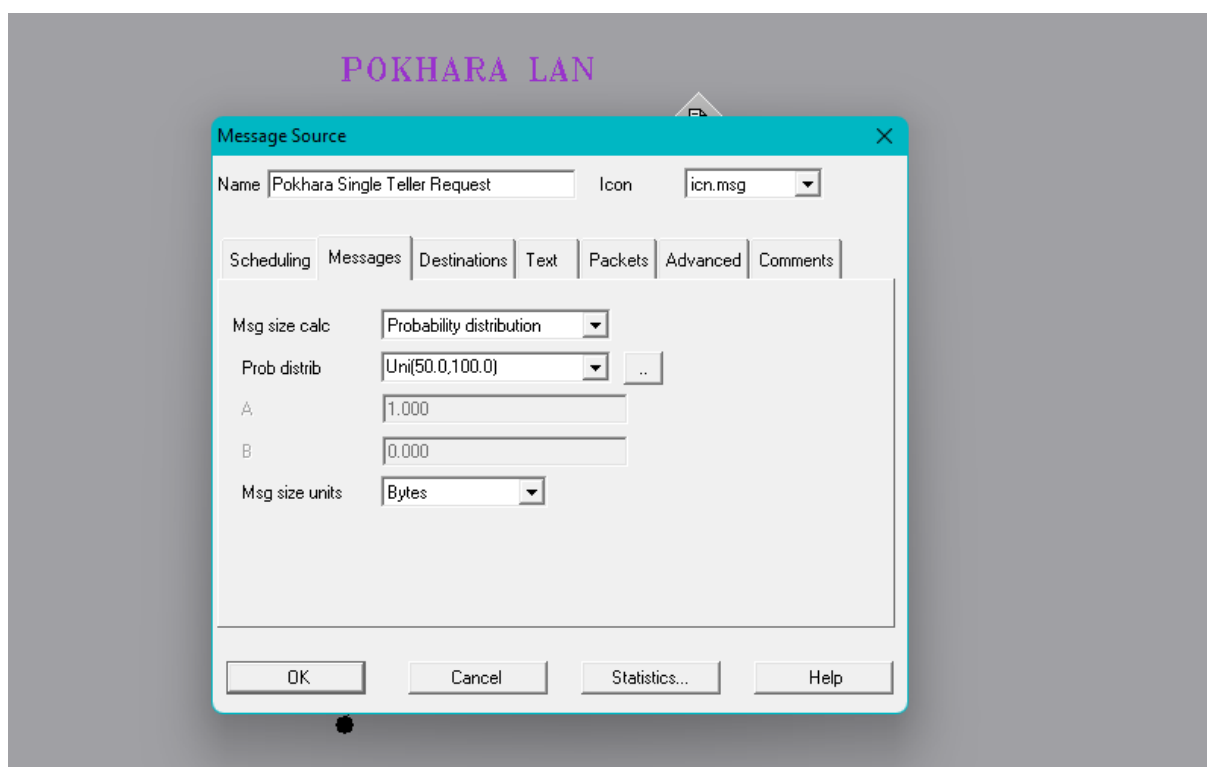 POKHARA LAN
Message Source
Name Pokhara Single Teller Request Icon icn.msg
Scheduling Messages Destinations Text Packets Advanced Comments
Msg size calc Probability distribution
Prob distrib Uni(50.0,100.0) ..
A 1.000
B 0.000
Msg size units Bytes
OK Cancel Statistics... Help